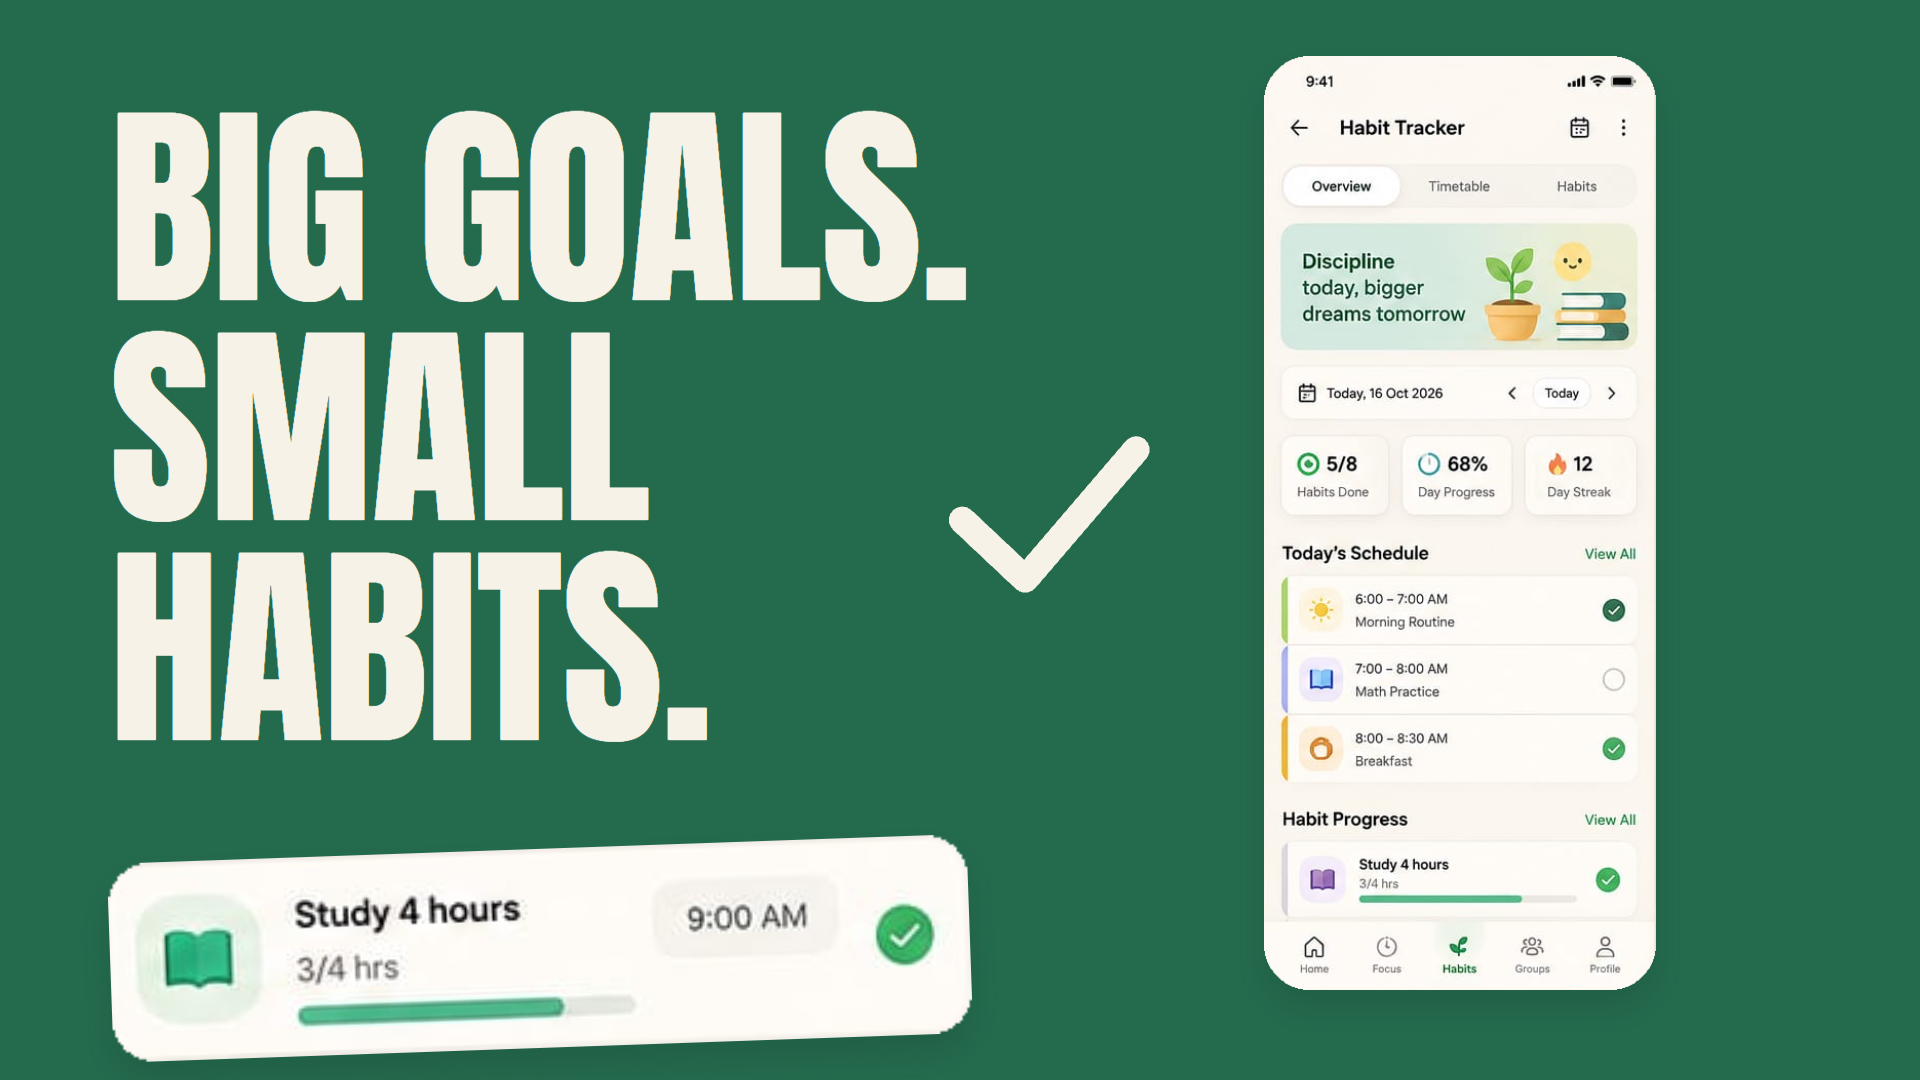 BIG GOALS.
SMALL
HABITS.
Study 4 hours
9:00 AM
3/4 hrs
9:41
Habit Tracker
Overview
Timetable
Habits
Discipline
today, bigger
dreams tomorrow
Today, 16 Oct 2026
Today
5/8
Habits Done
68%
Day Progress
12
Day Streak
Today’s Schedule
View All
6:00 – 7:00 AM
Morning Routine
7:00 – 8:00 AM
Math Practice
8:00 – 8:30 AM
Breakfast
Habit Progress
View All
Study 4 hours
3/4 hrs
Home
Focus
Habits
Groups
Profile